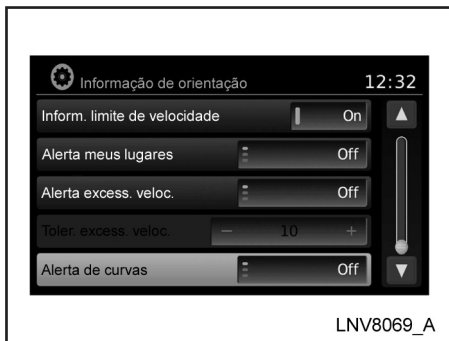 Informação de orientação 12:32
Inform. limite de velocidade On
Alerta meus lugares Off
Alerta excess. veloc. Off
Toler. excess. veloc. − 10 +
Alerta de curvas Off
LNV8069_A